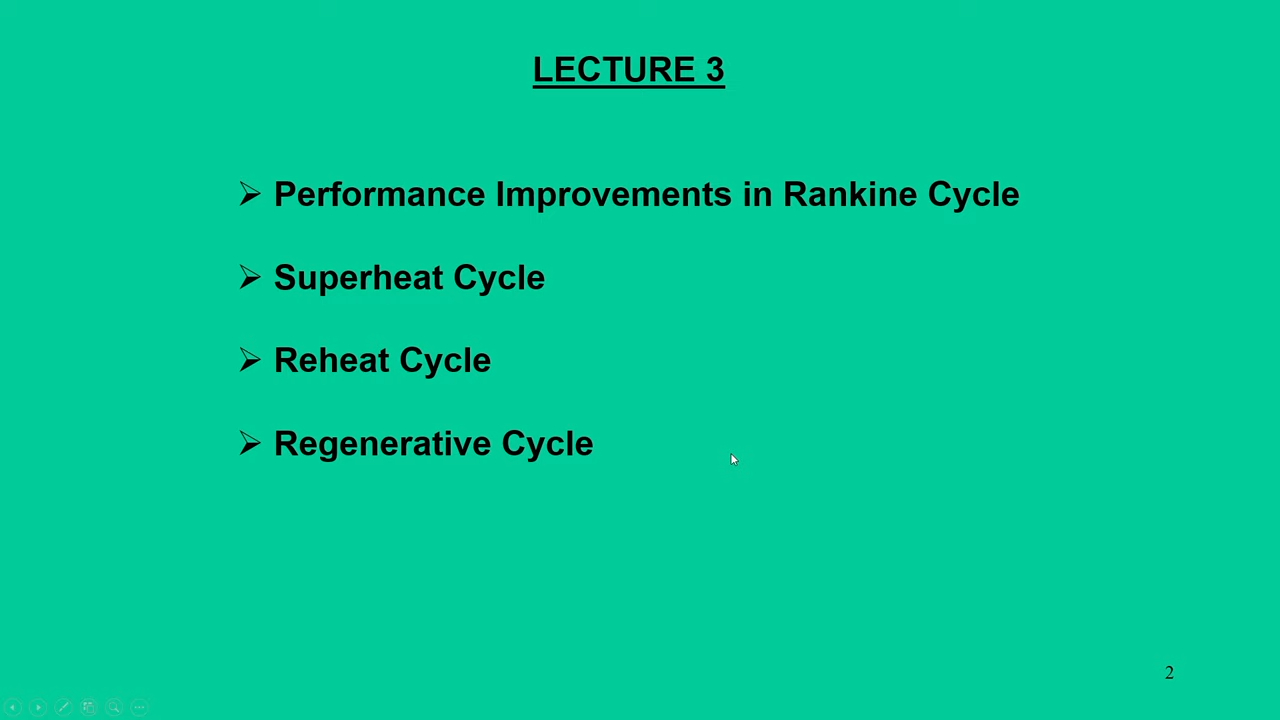 LECTURE 3
➢ Performance Improvements in Rankine Cycle
➢ Superheat Cycle
➢ Reheat Cycle
➢ Regenerative Cycle
2